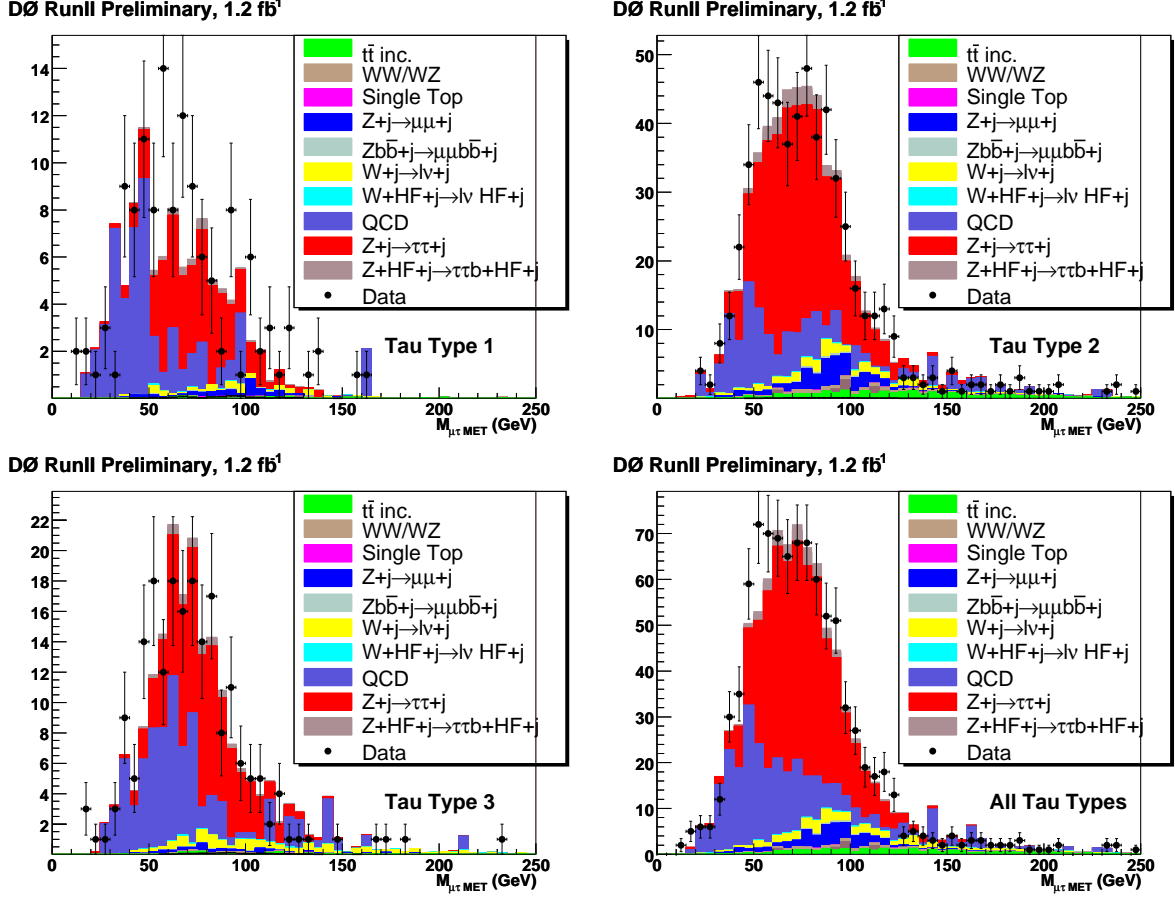 DØ RunII Preliminary, 1.2 fb⁻¹
14
12
10
8
6
4
2
tt̄ inc.
WW/WZ
Single Top
Z+j→μμ+j
Zbb̄+j→μμbb̄+j
W+j→lν+j
W+HF+j→lν HF+j
QCD
Z+j→ττ+j
Z+HF+j→ττb+HF+j
Data
Tau Type 1
0 50 100 150 200 250
M μτ MET (GeV)
DØ RunII Preliminary, 1.2 fb⁻¹
50
40
30
20
10
0
tt̄ inc.
WW/WZ
Single Top
Z+j→μμ+j
Zbb̄+j→μμbb̄+j
W+j→lν+j
W+HF+j→lν HF+j
QCD
Z+j→ττ+j
Z+HF+j→ττb+HF+j
Data
Tau Type 2
0 50 100 150 200 250
M μτ MET (GeV)
DØ RunII Preliminary, 1.2 fb⁻¹
22
20
18
16
14
12
10
8
6
4
2
tt̄ inc.
WW/WZ
Single Top
Z+j→μμ+j
Zbb̄+j→μμbb̄+j
W+j→lν+j
W+HF+j→lν HF+j
QCD
Z+j→ττ+j
Z+HF+j→ττb+HF+j
Data
Tau Type 3
0 50 100 150 200 250
M μτ MET (GeV)
DØ RunII Preliminary, 1.2 fb⁻¹
70
60
50
40
30
20
10
0
tt̄ inc.
WW/WZ
Single Top
Z+j→μμ+j
Zbb̄+j→μμbb̄+j
W+j→lν+j
W+HF+j→lν HF+j
QCD
Z+j→ττ+j
Z+HF+j→ττb+HF+j
Data
All Tau Types
0 50 100 150 200 250
M μτ MET (GeV)